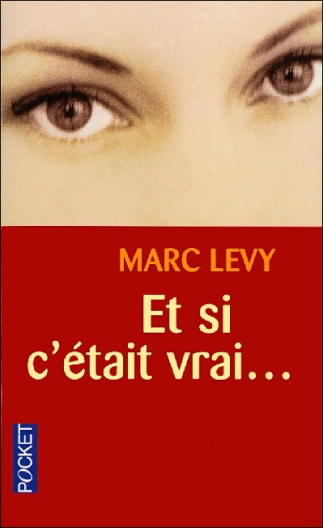 MARC LEVY
Et si
c'était vrai...
POCKET